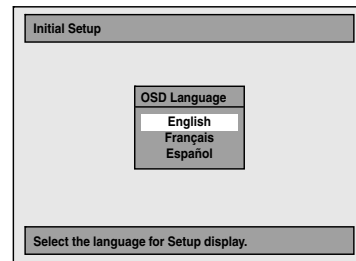 Initial Setup
OSD Language
English
Français
Español
Select the language for Setup display.